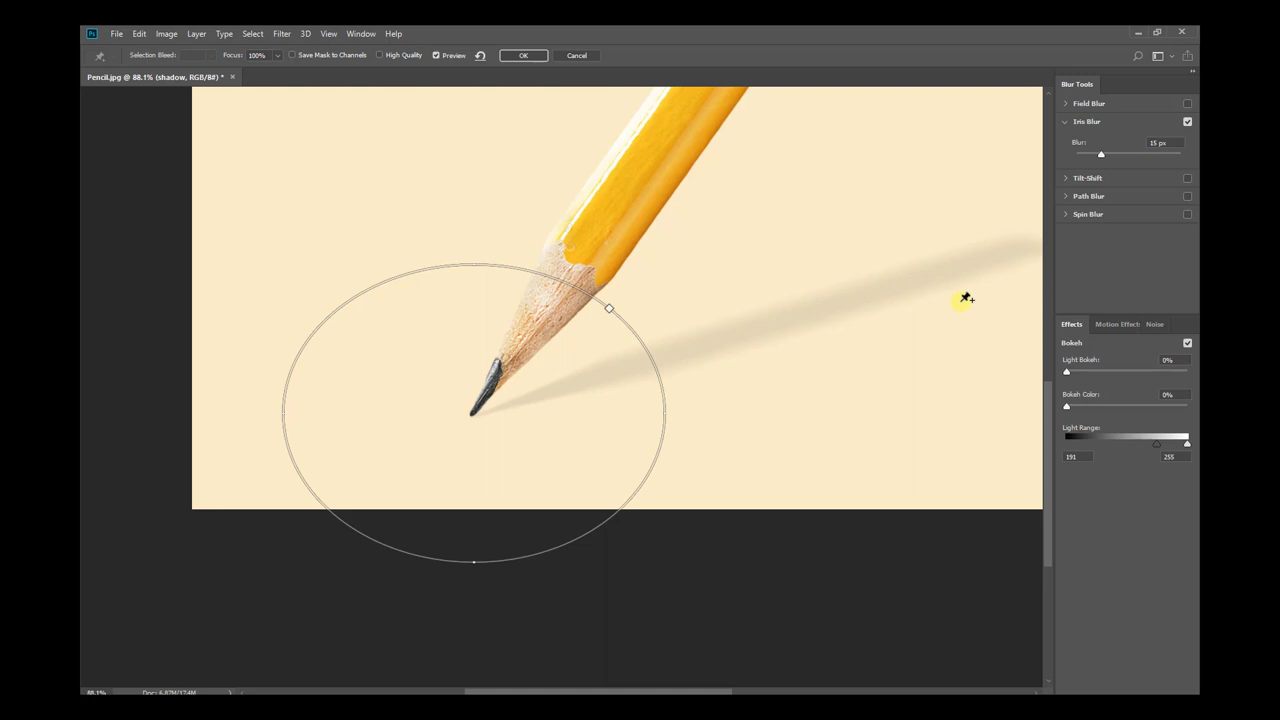 Ps File Edit Image Layer Type Select Filter 3D View Window Help
Selection Bleed: Focus: 100% Save Mask to Channels High Quality Preview OK Cancel
Pencil.jpg @ 88.1% (shadow, RGB/8#) *
Blur Tools
Field Blur
Iris Blur
Blur: 15 px
Tilt-Shift
Path Blur
Spin Blur
Effects Motion Effect: Noise
Bokeh
Light Bokeh: 0%
Bokeh Color: 0%
Light Range:
191 255
88.1% Doc: 6.87M/17.4M